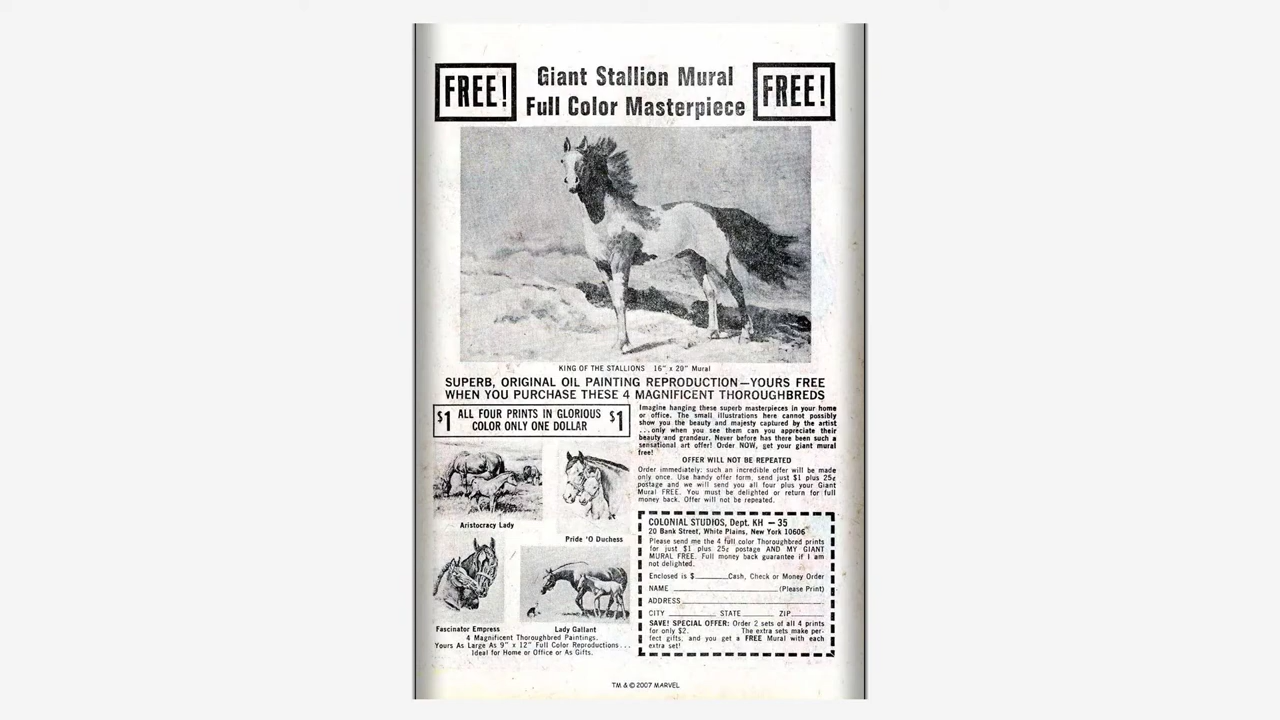 FREE!
Giant Stallion Mural
Full Color Masterpiece
FREE!
KING OF THE STALLIONS 16" x 20" Mural
SUPERB, ORIGINAL OIL PAINTING REPRODUCTION—YOURS FREE
WHEN YOU PURCHASE THESE 4 MAGNIFICENT THOROUGHBREDS
$1 ALL FOUR PRINTS IN GLORIOUS $1
COLOR ONLY ONE DOLLAR
Aristocracy Lady
Pride 'O Duchess
Fascinator Empress
Lady Gallant
4 Magnificent Thoroughbred Paintings.
Yours As Large As 9" x 12" Full Color Reproductions...
Ideal for Home or Office or As Gifts.
Imagine hanging these superb masterpieces in your home
or office. The small illustrations here cannot possibly
show you the beauty and majesty captured by the artist
...only when you see them can you appreciate their
beauty and grandeur. Never before has there been such a
sensational art offer! Order NOW, get your giant mural
free!
OFFER WILL NOT BE REPEATED
Order immediately; such an incredible offer will be made
only once. Use handy offer form, send just $1 plus 25¢
postage and we will send you all four plus your Giant
Mural FREE. You must be delighted or return for full
money back. Offer will not be repeated.
COLONIAL STUDIOS, Dept. KH — 35
20 Bank Street, White Plains, New York 10606
Please send me the 4 full color Thoroughbred prints
for just $1 plus 25¢ postage AND MY GIANT
MURAL FREE. Full money back guarantee if I am
not delighted.
Enclosed is $______Cash, Check or Money Order
NAME ______(Please Print)
ADDRESS______
CITY ______ STATE ______ ZIP______
SAVE! SPECIAL OFFER: Order 2 sets of all 4 prints
for only $2. The extra sets make per-
fect gifts, and you get a FREE Mural with each
extra set!
TM & © 2007 MARVEL